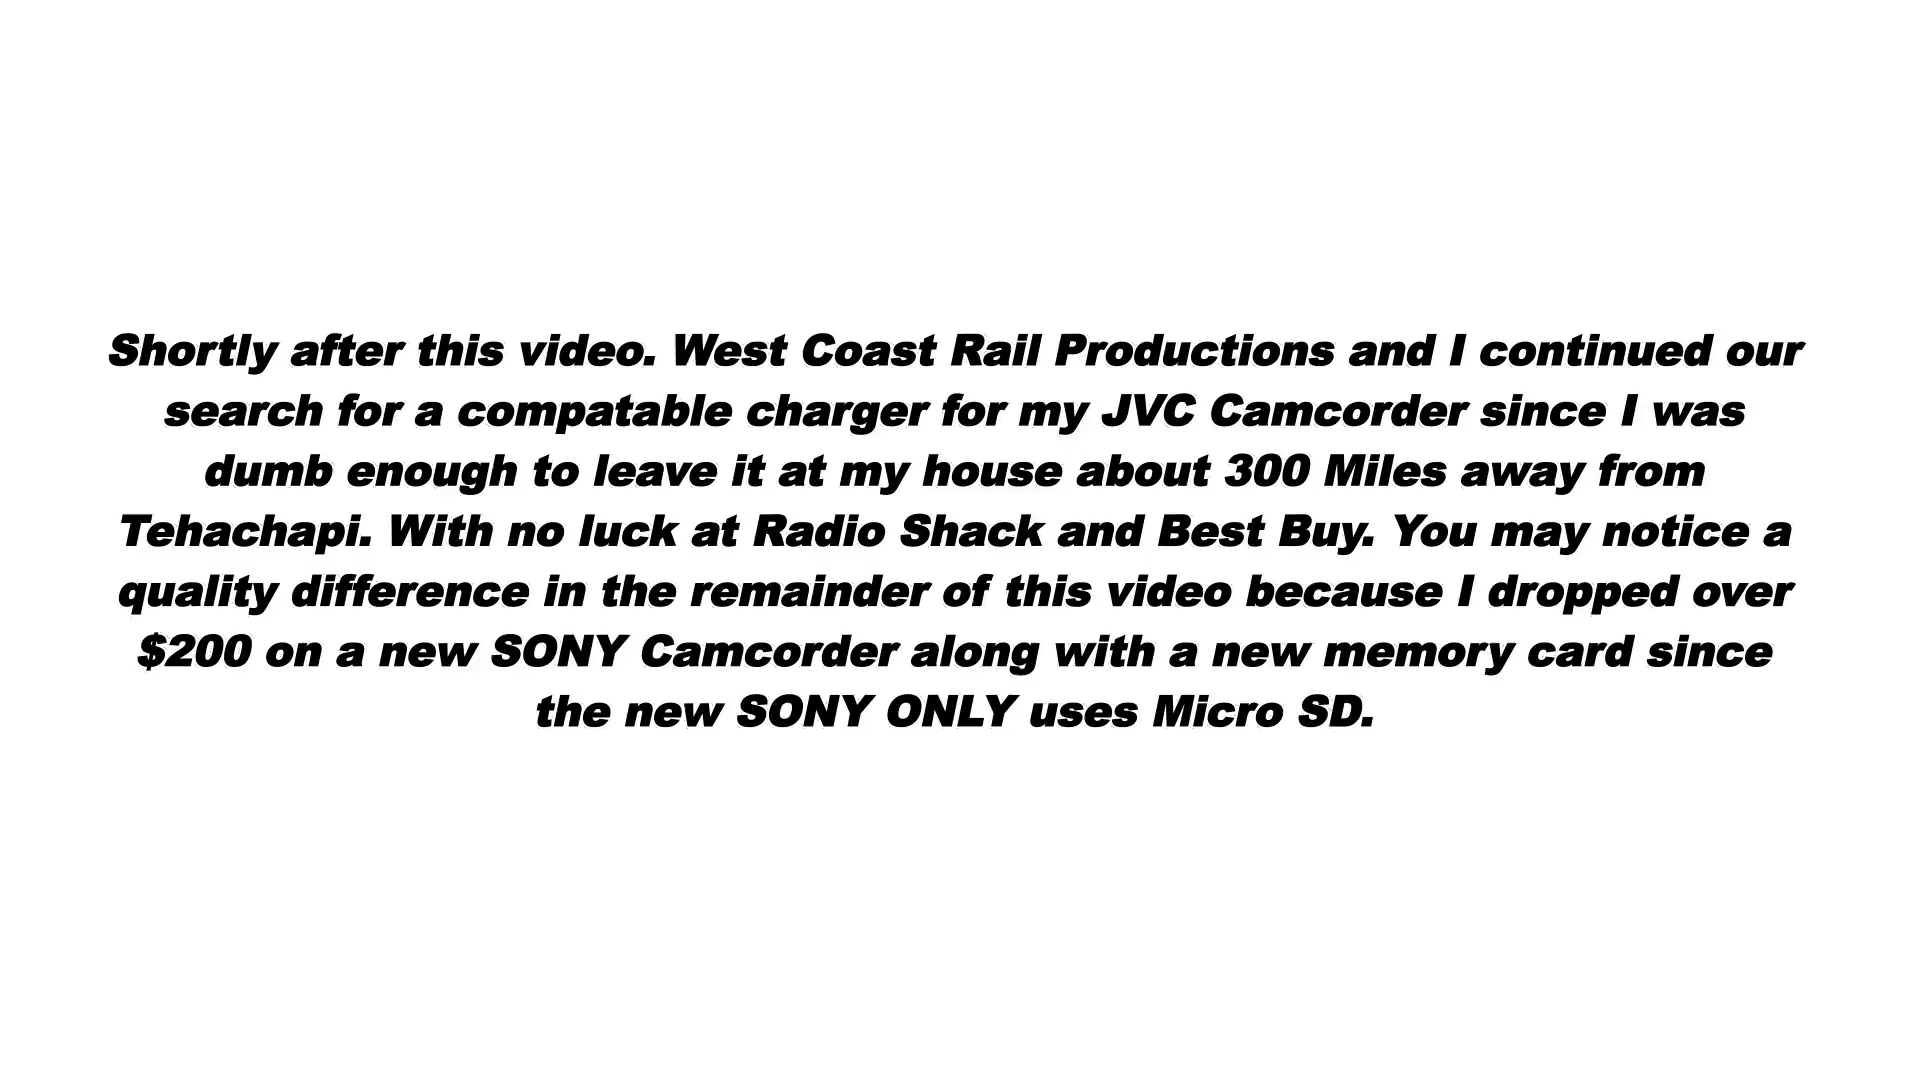 Shortly after this video. West Coast Rail Productions and I continued our
search for a compatable charger for my JVC Camcorder since I was
dumb enough to leave it at my house about 300 Miles away from
Tehachapi. With no luck at Radio Shack and Best Buy. You may notice a
quality difference in the remainder of this video because I dropped over
$200 on a new SONY Camcorder along with a new memory card since
the new SONY ONLY uses Micro SD.